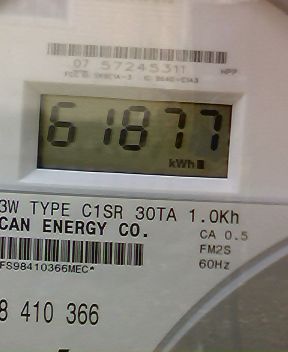 07 5724531T
61877
kWh
3W TYPE C1SR 30TA 1.0Kh
CAN ENERGY CO.
CA 0.5
FM2S
FS98410366MEC*
60Hz
8 410 366